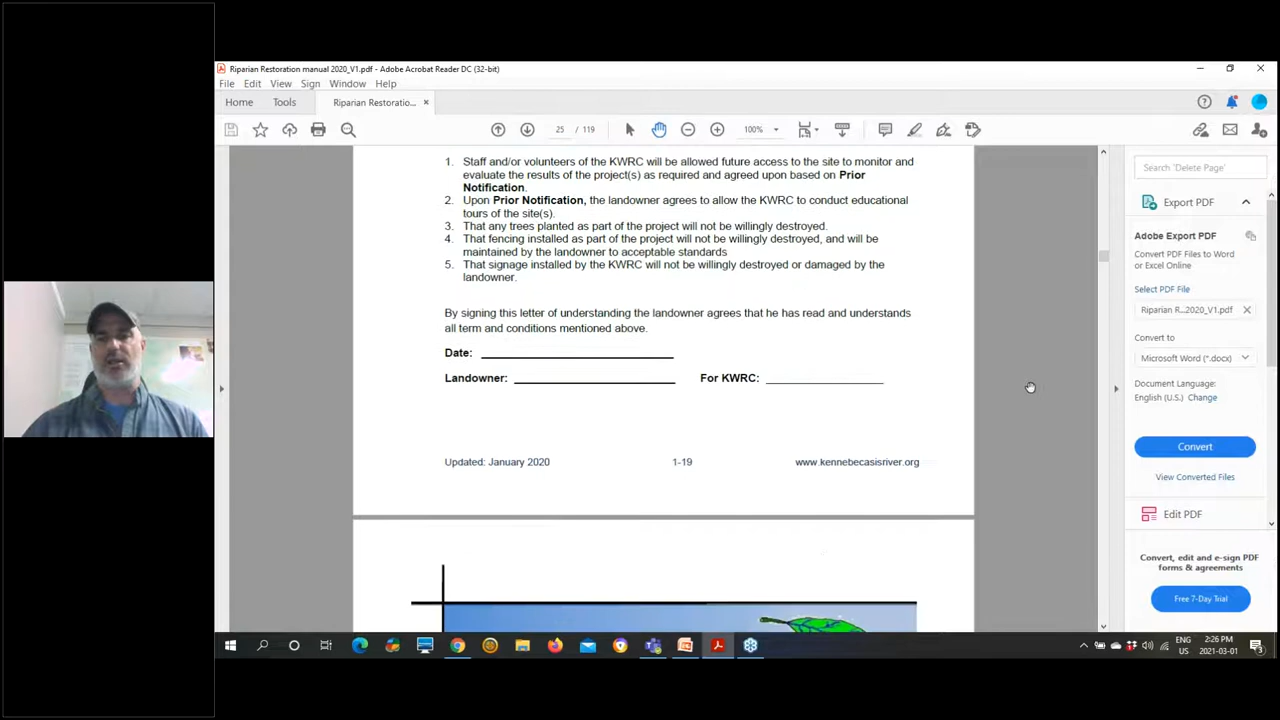 Riparian Restoration manual 2020_V1.pdf - Adobe Acrobat Reader DC (32-bit)
File Edit View Sign Window Help
Home Tools Riparian Restoratio... ×
25 / 119 100%
1. Staff and/or volunteers of the KWRC will be allowed future access to the site to monitor and
evaluate the results of the project(s) as required and agreed upon based on Prior
Notification.
2. Upon Prior Notification, the landowner agrees to allow the KWRC to conduct educational
tours of the site(s).
3. That any trees planted as part of the project will not be willingly destroyed.
4. That fencing installed as part of the project will not be willingly destroyed, and will be
maintained by the landowner to acceptable standards
5. That signage installed by the KWRC will not be willingly destroyed or damaged by the
landowner.
By signing this letter of understanding the landowner agrees that he has read and understands
all term and conditions mentioned above.
Date:
Landowner: For KWRC:
Updated: January 2020 1-19 www.kennebecasisriver.org
Search 'Delete Page'
Export PDF
Adobe Export PDF
Convert PDF Files to Word
or Excel Online
Select PDF File
Riparian R...2020_V1.pdf ×
Convert to
Microsoft Word (*.docx)
Document Language:
English (U.S.) Change
Convert
View Converted Files
Edit PDF
Convert, edit and e-sign PDF
forms & agreements
Free 7-Day Trial
ENG
US
2:26 PM
2021-03-01
3